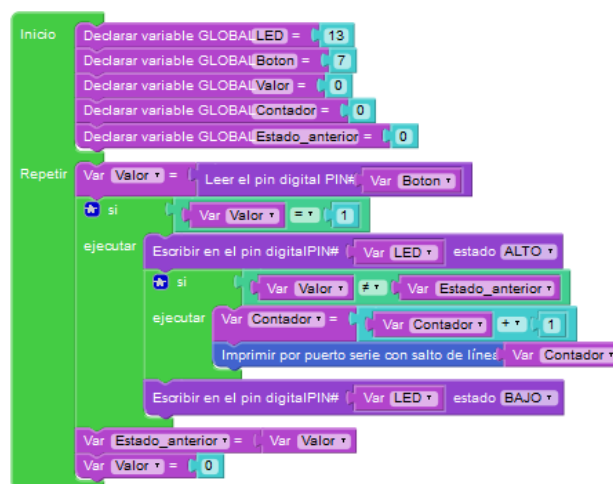 Inicio Declarar variable GLOBAL LED = 13
Declarar variable GLOBAL Boton = 7
Declarar variable GLOBAL Valor = 0
Declarar variable GLOBAL Contador = 0
Declarar variable GLOBAL Estado_anterior = 0
Repetir Var Valor = Leer el pin digital PIN# Var Boton
si Var Valor = 1
ejecutar Escribir en el pin digitalPIN# Var LED estado ALTO
si Var Valor ≠ Var Estado_anterior
ejecutar Var Contador = Var Contador + 1
Imprimir por puerto serie con salto de línea Var Contador
Escribir en el pin digitalPIN# Var LED estado BAJO
Var Estado_anterior = Var Valor
Var Valor = 0